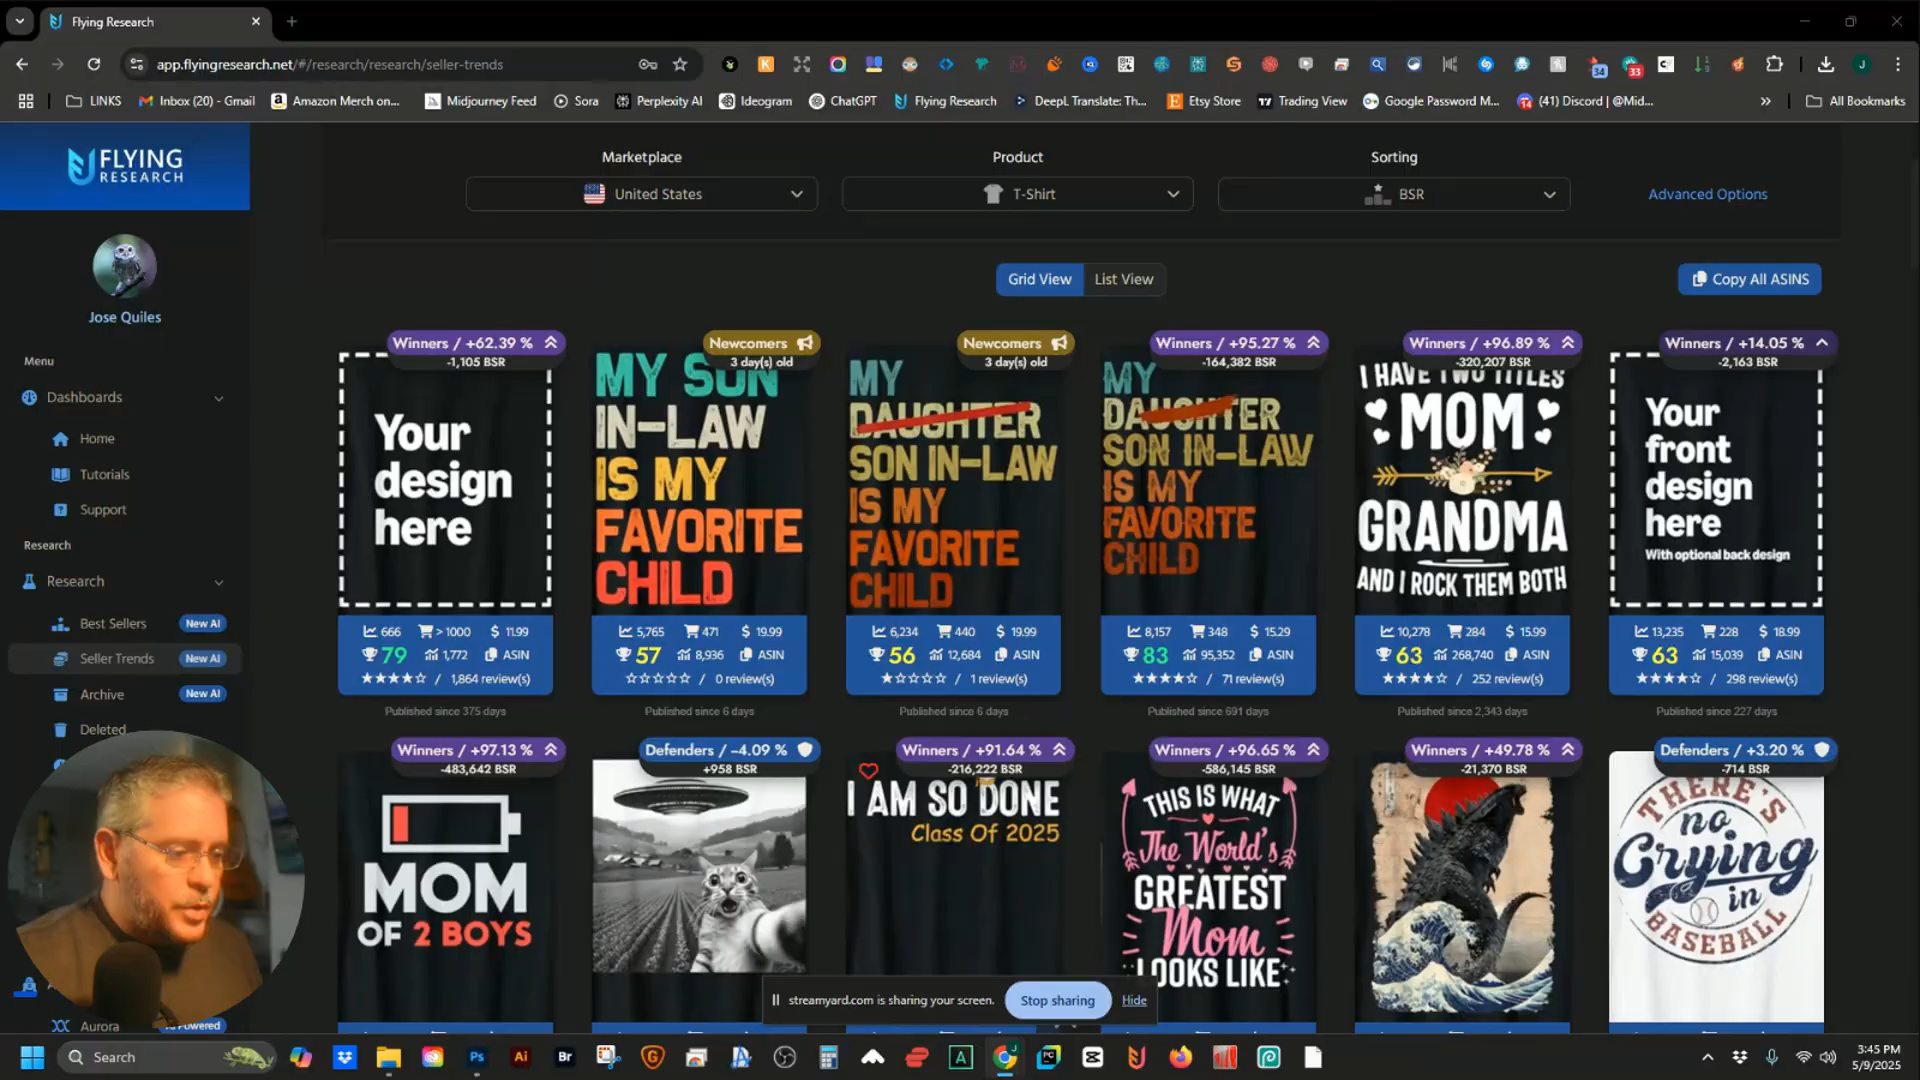 Flying Research
app.flyingresearch.net/#/research/research/seller-trends
34
33
J
LINKS
Inbox (20) - Gmail
Amazon Merch on...
Midjourney Feed
Sora
Perplexity AI
Ideogram
ChatGPT
Flying Research
DeepL Translate: Th...
Etsy Store
Trading View
Google Password M...
14
(41) Discord | @Mid...
All Bookmarks
FLYING
RESEARCH
Jose Quiles
Menu
Dashboards
Home
Tutorials
Support
Research
Research
Best Sellers
New AI
Seller Trends
New AI
Archive
New AI
Deleted
Aurora
AI Powered
Marketplace
United States
Product
T-Shirt
Sorting
BSR
Advanced Options
Grid View
List View
Copy All ASINS
Winners / +62.39 %
-1,105 BSR
Your
design
here
666 > 1000 $ 11.99
79 1,772 ASIN
★★★★☆ / 1,864 review(s)
Published since 375 days
Newcomers
3 day(s) old
MY SON
IN-LAW
IS MY
FAVORITE
CHILD
5,765 471 $ 19.99
57 8,936 ASIN
☆☆☆☆☆ / 0 review(s)
Published since 6 days
Newcomers
3 day(s) old
MY
DAUGHTER
SON IN-LAW
IS MY
FAVORITE
CHILD
6,234 440 $ 19.99
56 12,684 ASIN
★☆☆☆☆ / 1 review(s)
Published since 6 days
Winners / +95.27 %
-164,382 BSR
MY
DAUGHTER
SON IN-LAW
IS MY
FAVORITE
CHILD
8,157 348 $ 15.29
83 95,352 ASIN
★★★★☆ / 71 review(s)
Published since 691 days
Winners / +96.89 %
-320,207 BSR
I HAVE TWO TITLES
MOM
GRANDMA
AND I ROCK THEM BOTH
10,278 284 $ 15.99
63 268,740 ASIN
★★★★☆ / 252 review(s)
Published since 2,343 days
Winners / +14.05 %
-2,163 BSR
Your
front
design
here
With optional back design
13,235 228 $ 18.99
63 15,039 ASIN
★★★★☆ / 298 review(s)
Published since 227 days
Winners / +97.13 %
-483,642 BSR
MOM
OF 2 BOYS
Defenders / -4.09 %
+958 BSR
Winners / +91.64 %
-216,222 BSR
I AM SO DONE
Class Of 2025
Winners / +96.65 %
-586,145 BSR
THIS IS WHAT
The World's
GREATEST
Mom
LOOKS LIKE
Winners / +49.78 %
-21,370 BSR
Defenders / +3.20 %
-714 BSR
THERE'S
no
Crying
in
BASEBALL
streamyard.com is sharing your screen.
Stop sharing
Hide
Search
Ps
Ai
Br
3:45 PM
5/9/2025